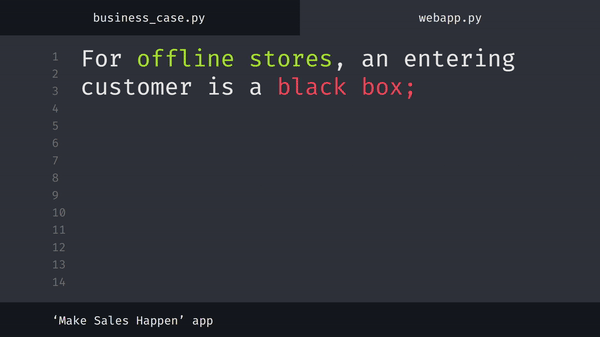 business_case.py
webapp.py
1
2
3
4
5
6
7
8
9
10
11
12
13
14
For offline stores, an entering
customer is a black box;
‘Make Sales Happen’ app